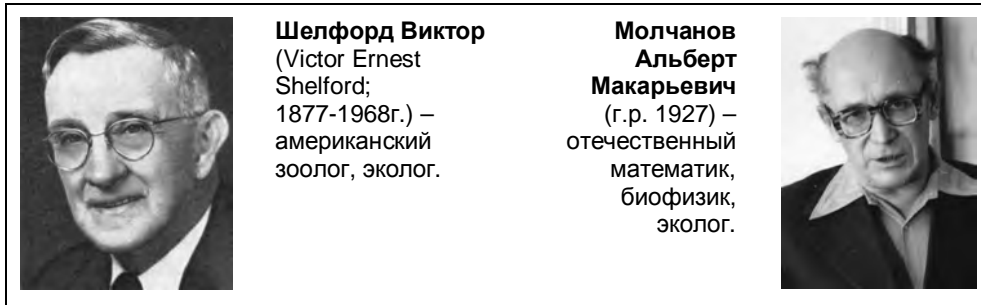 Шелфорд Виктор
(Victor Ernest
Shelford;
1877-1968г.) –
американский
зоолог, эколог.
Молчанов
Альберт
Макарьевич
(г.р. 1927) –
отечественный
математик,
биофизик,
эколог.